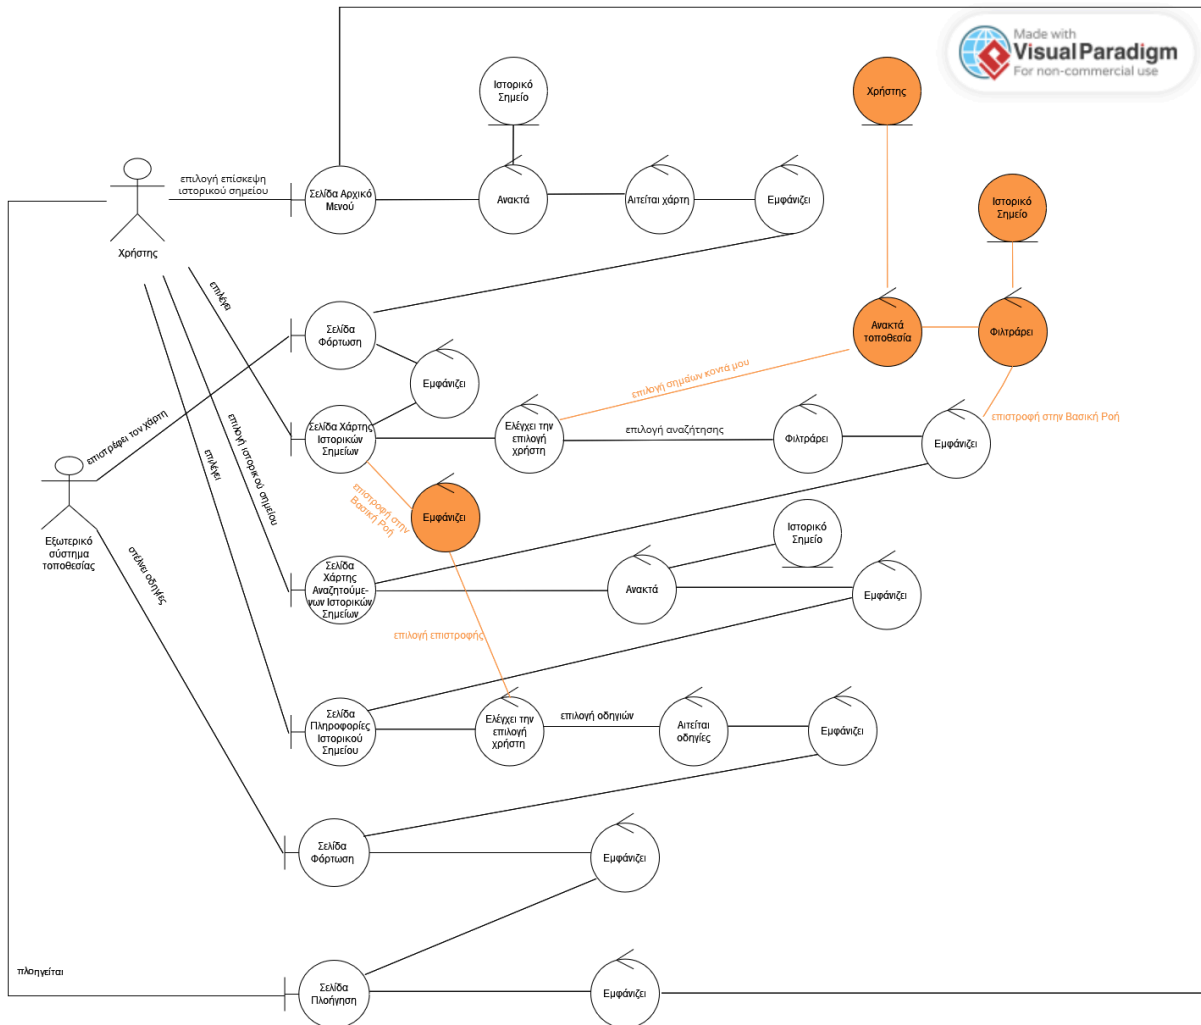 Made with
Visual Paradigm
For non-commercial use
Ιστορικό
Σημείο
Χρήστης
επιλογή επίσκεψη
ιστορικού σημείου
Σελίδα Αρχικό
Μενού
Ανακτά
Αιτείται χάρτη
Εμφάνιζει
Ιστορικό
Σημείο
Χρήστης
επιλέγει
Σελίδα
Φόρτωση
Ανακτά
τοποθεσία
Φιλτράρει
Εμφάνιζει
επιλογή σημείων κοντά μου
επιστροφή στην Βασική Ροή
επιστρέφει τον χάρτη
Σελίδα Χάρτης
Ιστορικών
Σημείων
Ελέγχει την
επιλογή
χρήστη
επιλογή αναζήτησης
Φιλτράρει
Εμφάνιζει
επιλογή ιστορικού σημείου
επιλέγει
επιστροφή στην
Βασική Ροή
Εμφάνιζει
Εξωτερικό
σύστημα
τοποθεσίας
Ιστορικό
Σημείο
στέλνει οδηγίες
Σελίδα
Χάρτης
Αναζητούμε-
νων Ιστορικών
Σημείων
Ανακτά
Εμφάνιζει
επιλογή επιστροφής
Σελίδα
Πληροφορίες
Ιστορικού
Σημείου
Ελέγχει την
επιλογή
χρήστη
επιλογή οδηγιών
Αιτείται
οδηγίες
Εμφάνιζει
Σελίδα
Φόρτωση
Εμφάνιζει
πλοηγείται
Σελίδα
Πλοήγηση
Εμφάνιζει